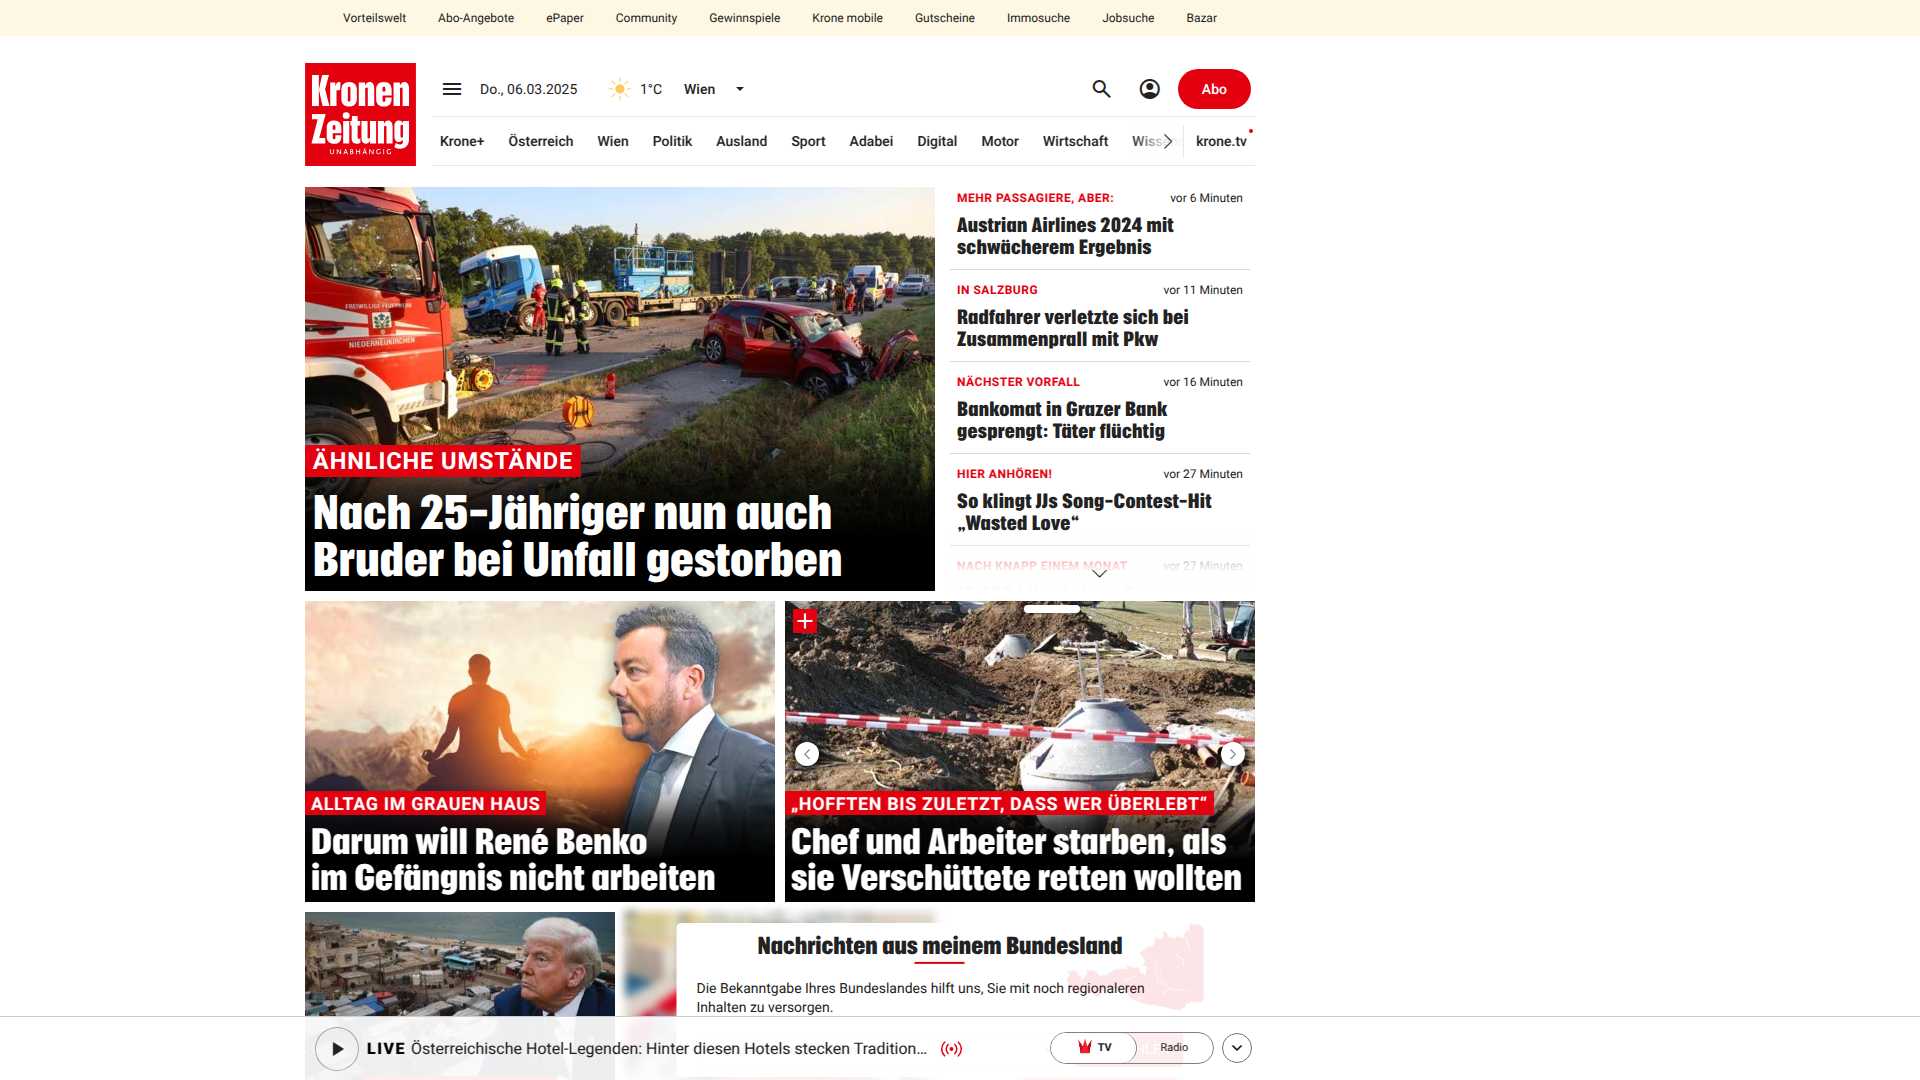 Vorteilswelt Abo-Angebote ePaper Community Gewinnspiele Krone mobile Gutscheine Immosuche Jobsuche Bazar
Kronen
Zeitung
UNABHÄNGIG
Do., 06.03.2025 1°C Wien Abo
Krone+ Österreich Wien Politik Ausland Sport Adabei Digital Motor Wirtschaft krone.tv
FREIWILLIGE FEUERWEHR
NIEDERNEUKIRCHEN
ÄHNLICHE UMSTÄNDE
Nach 25-Jähriger nun auch
Bruder bei Unfall gestorben
MEHR PASSAGIERE, ABER: vor 6 Minuten
Austrian Airlines 2024 mit
schwächerem Ergebnis
IN SALZBURG vor 11 Minuten
Radfahrer verletzte sich bei
Zusammenprall mit Pkw
NÄCHSTER VORFALL vor 16 Minuten
Bankomat in Grazer Bank
gesprengt: Täter flüchtig
HIER ANHÖREN! vor 27 Minuten
So klingt JJs Song-Contest-Hit
„Wasted Love“
NACH KNAPP EINEM MONAT vor 27 Minuten
ALLTAG IM GRAUEN HAUS
Darum will René Benko
im Gefängnis nicht arbeiten
„HOFFTEN BIS ZULETZT, DASS WER ÜBERLEBT“
Chef und Arbeiter starben, als
sie Verschüttete retten wollten
Nachrichten aus meinem Bundesland
Die Bekanntgabe Ihres Bundeslandes hilft uns, Sie mit noch regionaleren
Inhalten zu versorgen.
LIVE Österreichische Hotel-Legenden: Hinter diesen Hotels stecken Tradition... TV Radio